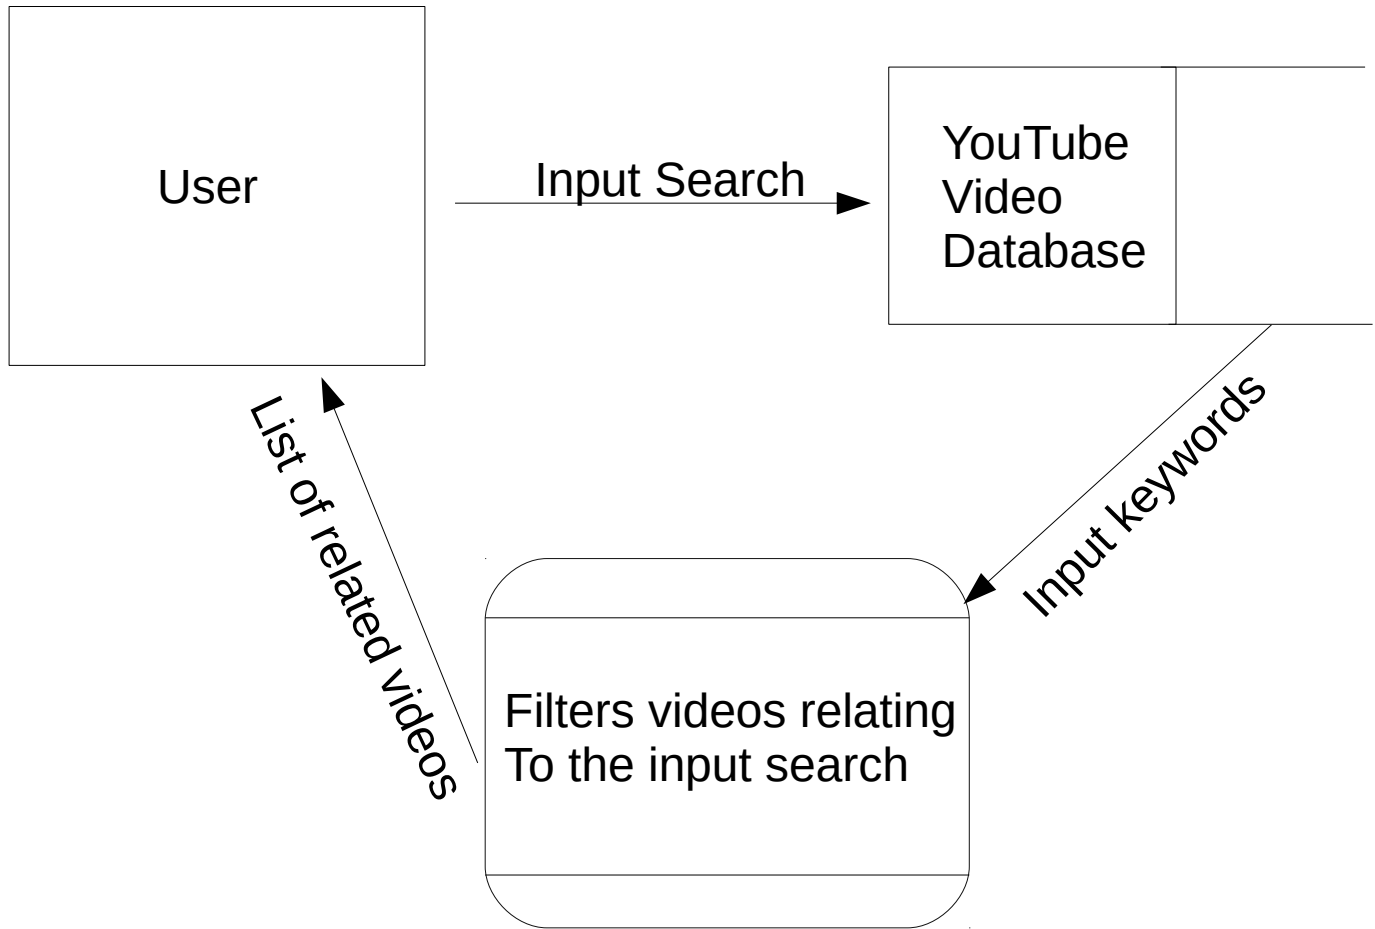 User
Input Search
YouTube
Video
Database
List of related videos
Input keywords
Filters videos relating
To the input search